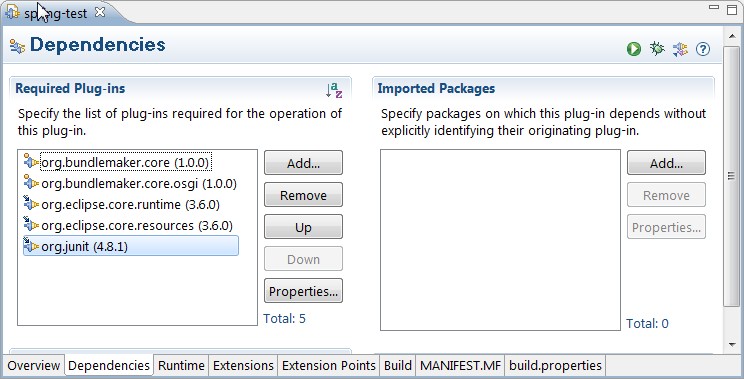 spring-test
Dependencies
Required Plug-ins
Specify the list of plug-ins required for the operation of
this plug-in.
org.bundlemaker.core (1.0.0)
org.bundlemaker.core.osgi (1.0.0)
org.eclipse.core.runtime (3.6.0)
org.eclipse.core.resources (3.6.0)
org.junit (4.8.1)
Add...
Remove
Up
Down
Properties...
Total: 5
Imported Packages
Specify packages on which this plug-in depends without
explicitly identifying their originating plug-in.
Add...
Remove
Properties...
Total: 0
Overview Dependencies Runtime Extensions Extension Points Build MANIFEST.MF build.properties